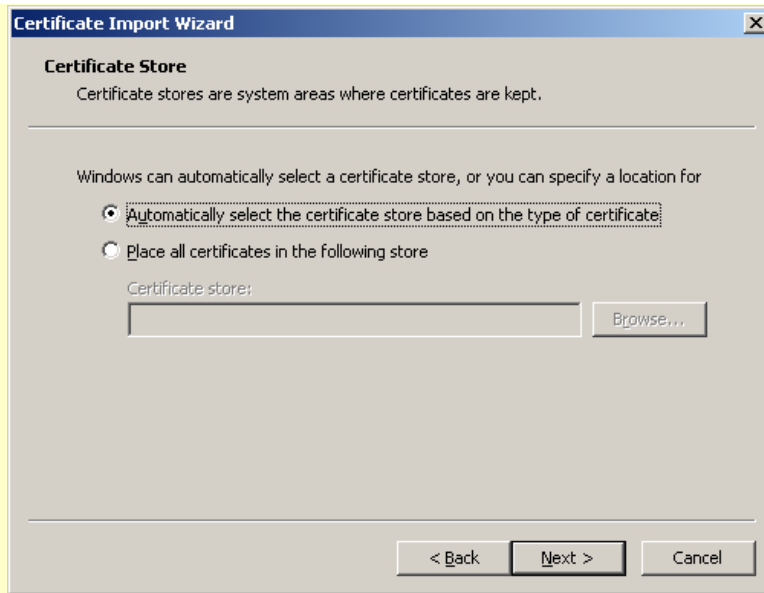 Certificate Import Wizard
Certificate Store
Certificate stores are system areas where certificates are kept.
Windows can automatically select a certificate store, or you can specify a location for
Automatically select the certificate store based on the type of certificate
Place all certificates in the following store
Certificate store:
Browse...
< Back
Next >
Cancel